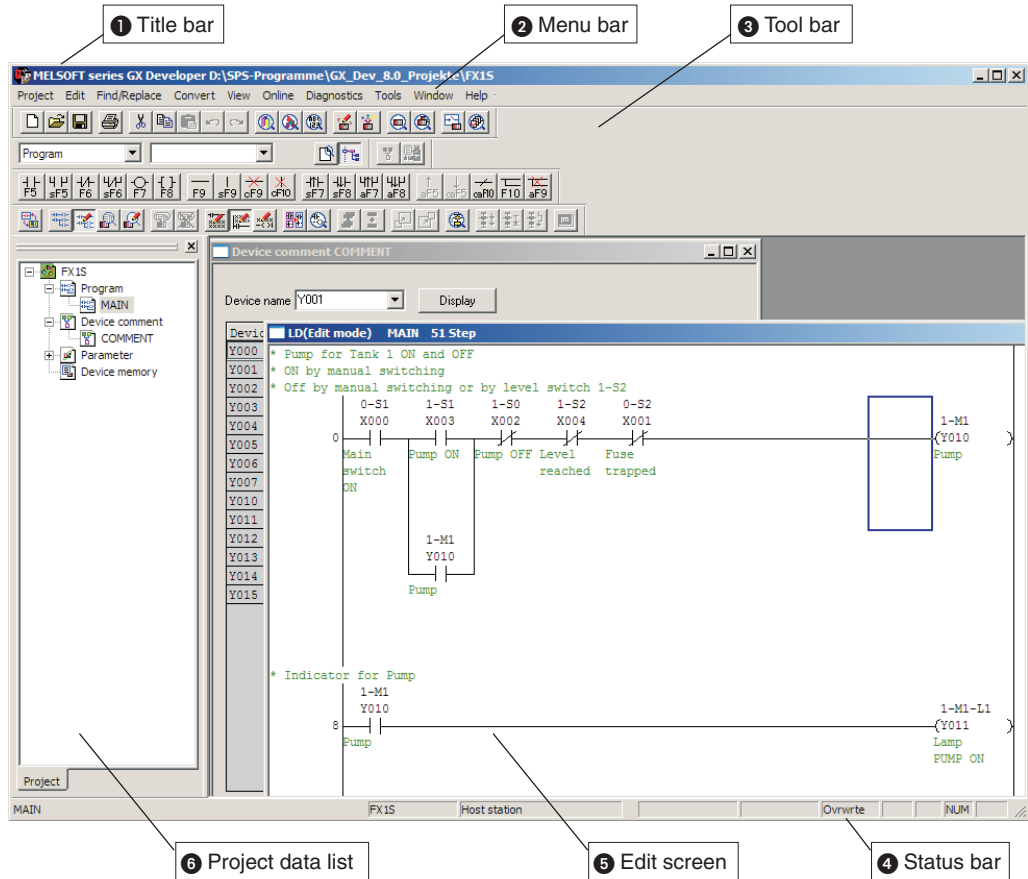 ❶ Title bar
❷ Menu bar
❸ Tool bar
MELSOFT series GX Developer D:\SPS-Programme\GX_Dev_8.0_Projekte\FX1S
Project Edit Find/Replace Convert View Online Diagnostics Tools Window Help
Program
F5 sF5 F6 sF6 F7 F8 F9 sF9 cF9 cF10 sF7 sF8 aF7 aF8 aF5 caF5 caF10 F10 aF9
FX1S
Program
MAIN
Device comment
COMMENT
Parameter
Device memory
Project
Device comment COMMENT
Device name Y001 Display
Devic
Y000
Y001
Y002
Y003
Y004
Y005
Y006
Y007
Y010
Y011
Y012
Y013
Y014
Y015
LD(Edit mode) MAIN 51 Step
* Pump for Tank 1 ON and OFF
* ON by manual switching
* Off by manual switching or by level switch 1-S2
0-S1 1-S1 1-S0 1-S2 0-S2
X000 X003 X002 X004 X001 1-M1
0 (Y010 )
Main Pump ON Pump OFF Level Fuse Pump
switch reached trapped
ON
1-M1
Y010
Pump
* Indicator for Pump
1-M1
Y010 1-M1-L1
8 (Y011 )
Pump Lamp
PUMP ON
MAIN FX1S Host station Ovrwrte NUM
❻ Project data list
❺ Edit screen
❹ Status bar